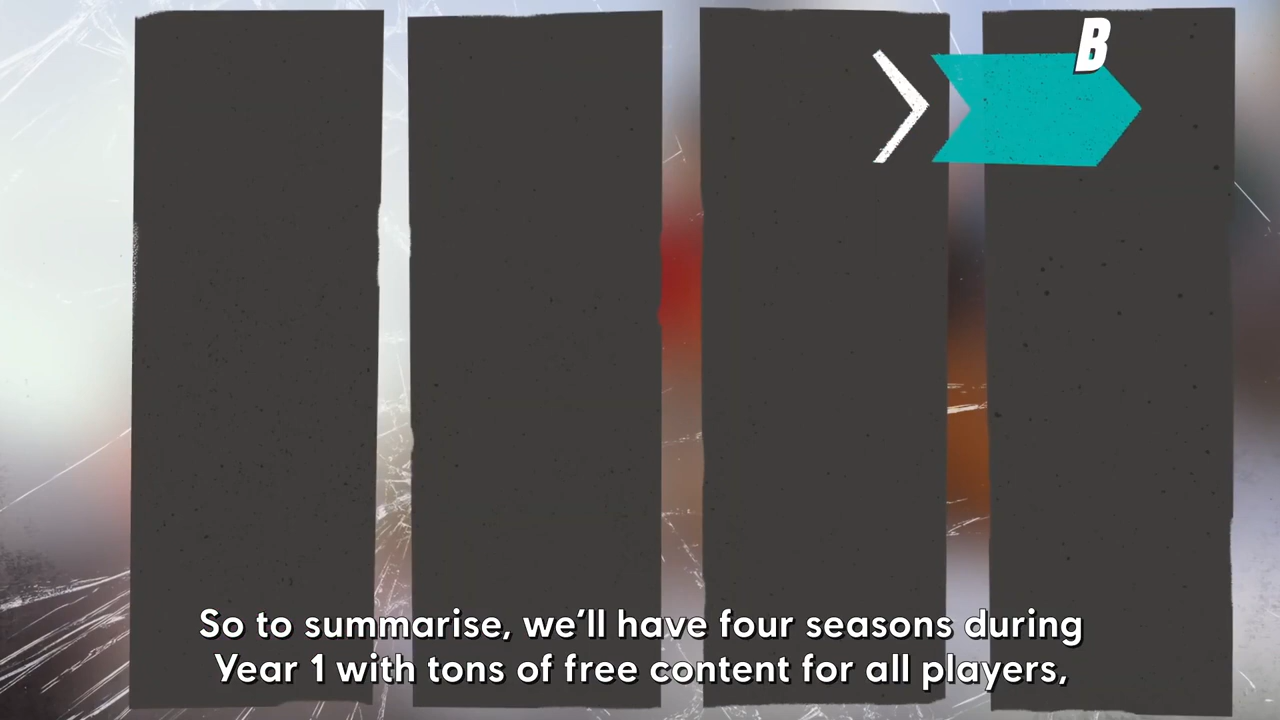 B
So to summarise, we'll have four seasons during
Year 1 with tons of free content for all players,